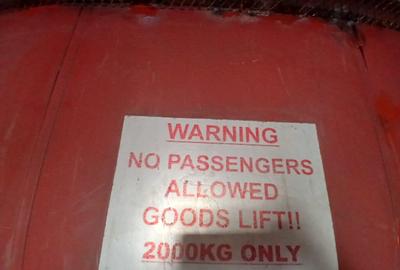 WARNING
NO PASSENGERS
ALLOWED
GOODS LIFT!!
2000KG ONLY